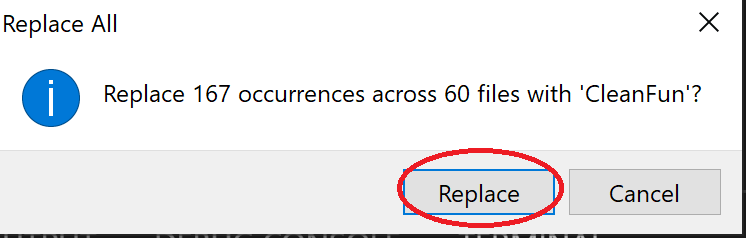 Replace All
Replace 167 occurrences across 60 files with 'CleanFun'?
Replace
Cancel